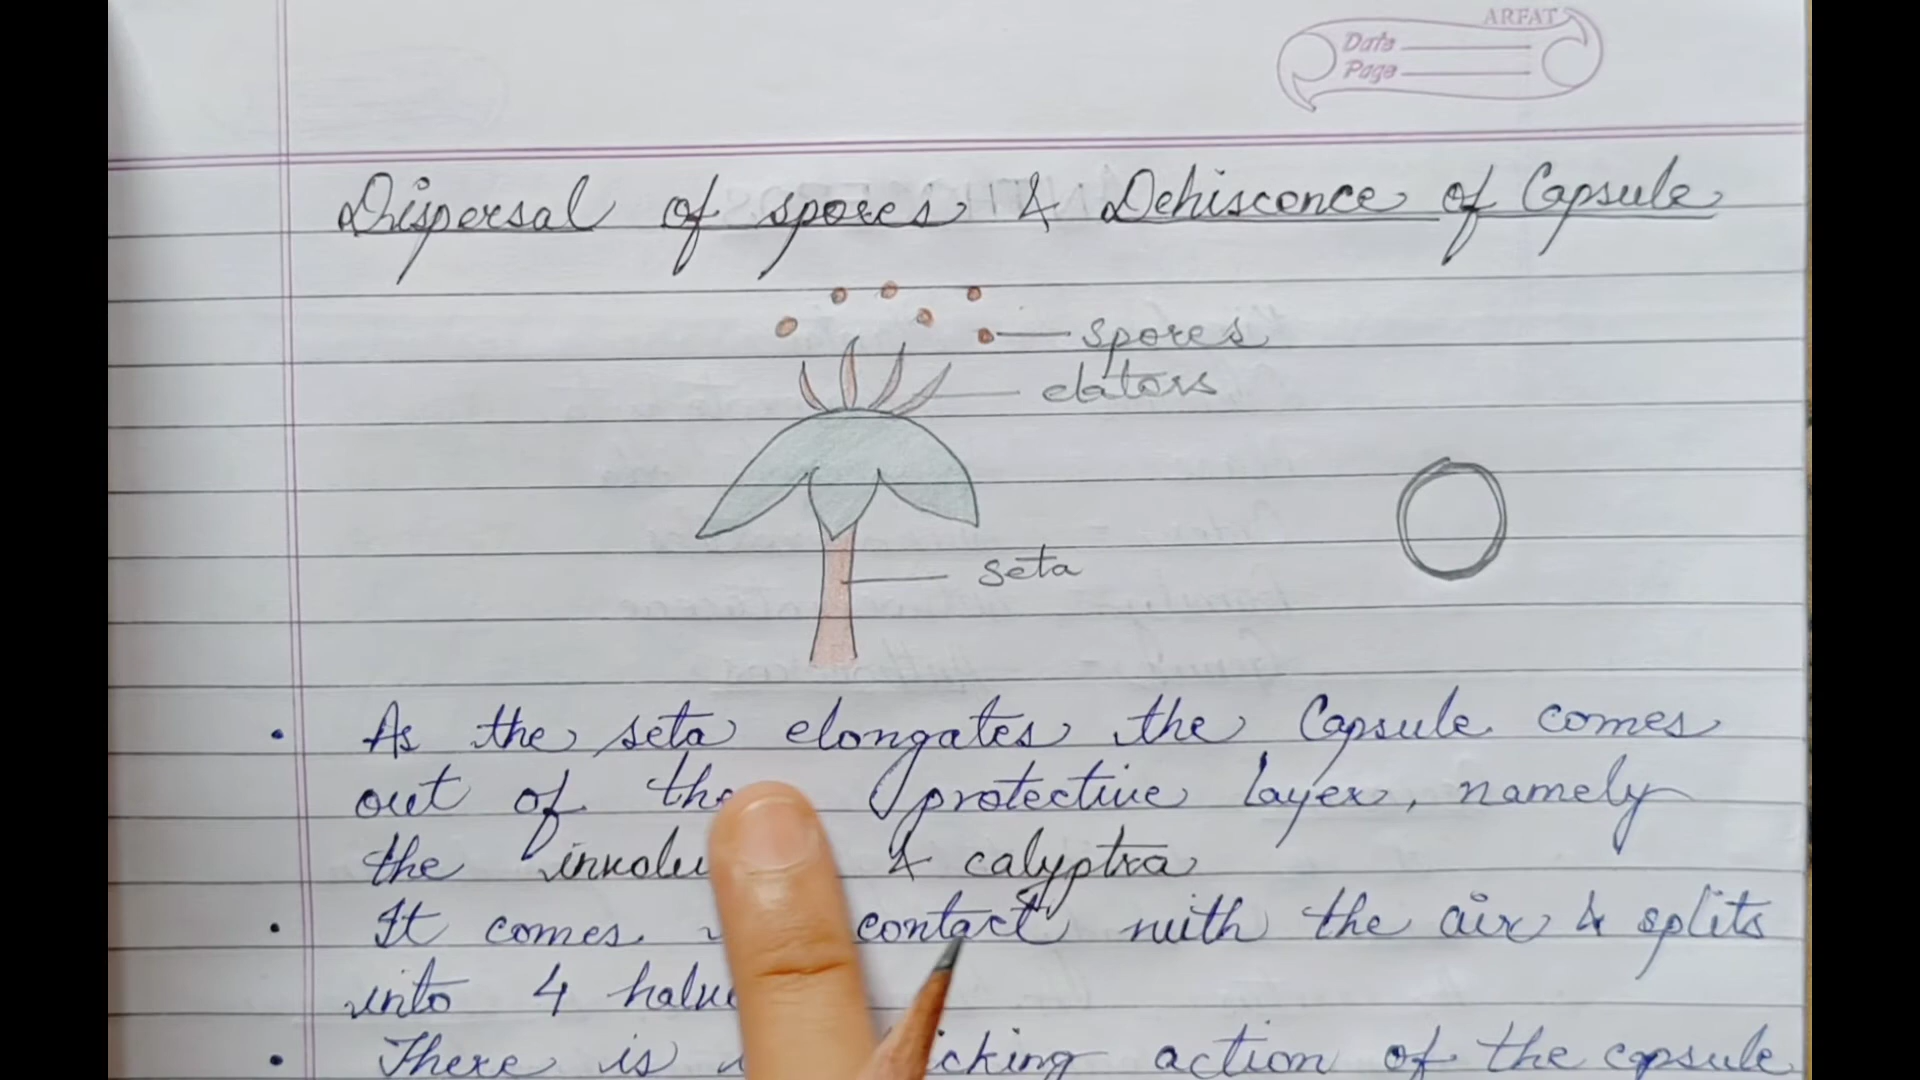 ARFAT
Date
Page
Dispersal of spores & Dehiscence of Capsule
spores
elators
seta
• As the seta elongates the Capsule comes
out of the protective layer, namely
the & calyptra
• It comes contact with the air & splits
into 4
• There is action of the capsule